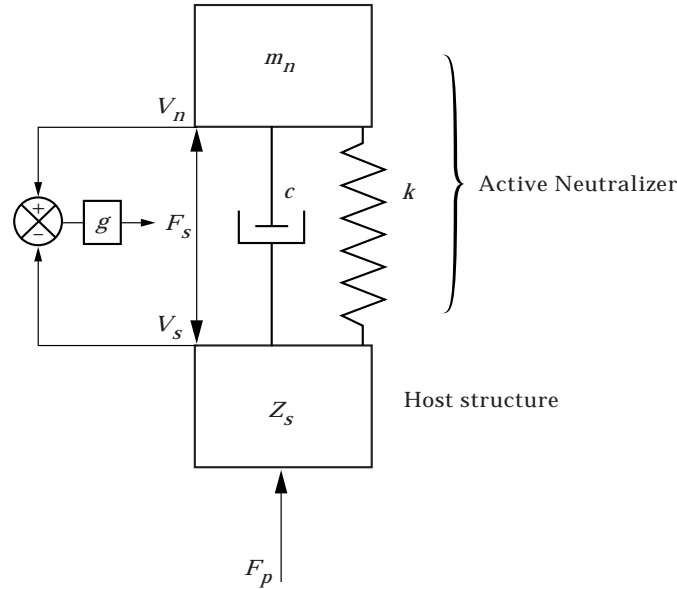 m_n
V_n
+
−
g
F_s
c
k
Active Neutralizer
V_s
Z_s
Host structure
F_p